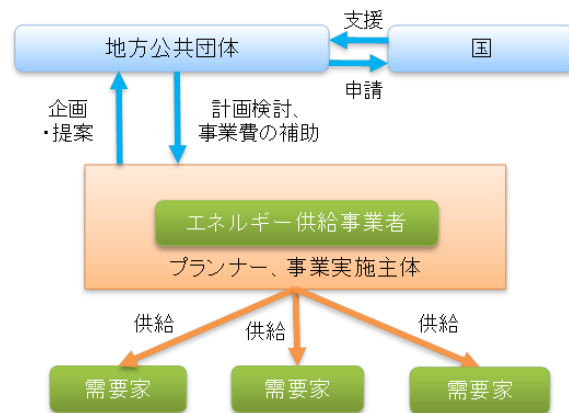 支援
地方公共団体
国
申請
企画
・提案
計画検討、
事業費の補助
エネルギー供給事業者
プランナー、事業実施主体
供給
供給
供給
需要家
需要家
需要家